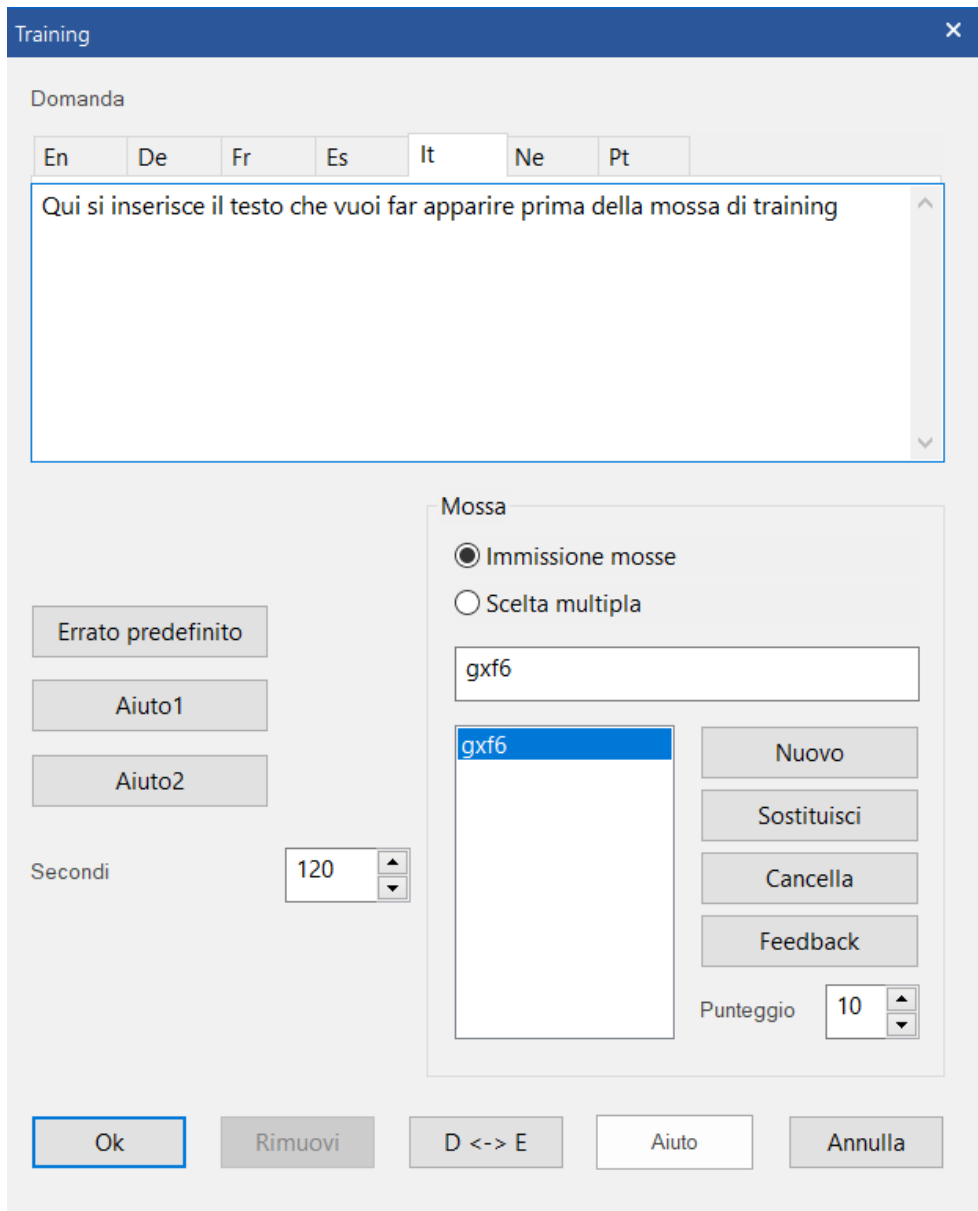 Training
Domanda
En De Fr Es It Ne Pt
Qui si inserisce il testo che vuoi far apparire prima della mossa di training
Mossa
Immissione mosse
Scelta multipla
Errato predefinito
gxf6
Aiuto1
gxf6
Nuovo
Aiuto2
Sostituisci
Secondi 120
Cancella
Feedback
Punteggio 10
Ok Rimuovi D <-> E Aiuto Annulla